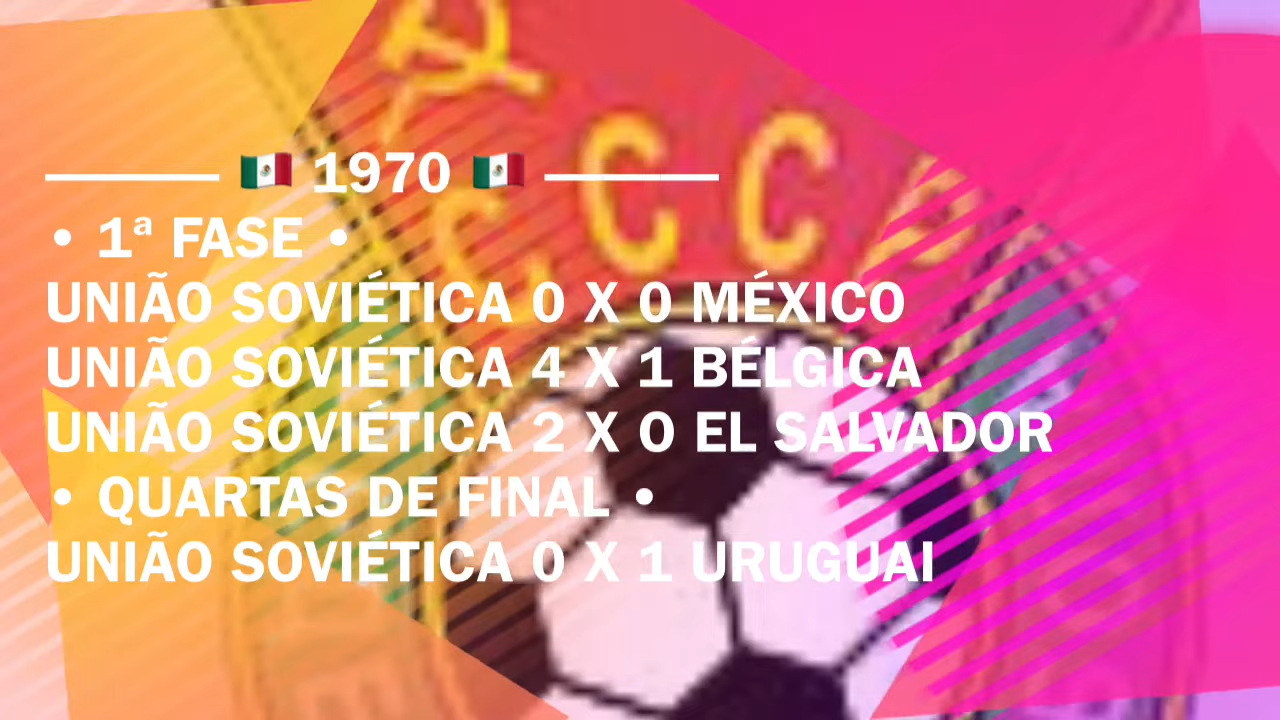 ——— 🇲🇽 1970 🇲🇽 ———
• 1ª FASE •
UNIÃO SOVIÉTICA 0 X 0 MÉXICO
UNIÃO SOVIÉTICA 4 X 1 BÉLGICA
UNIÃO SOVIÉTICA 2 X 0 EL SALVADOR
• QUARTAS DE FINAL •
UNIÃO SOVIÉTICA 0 X 1 URUGUAI
C C C P